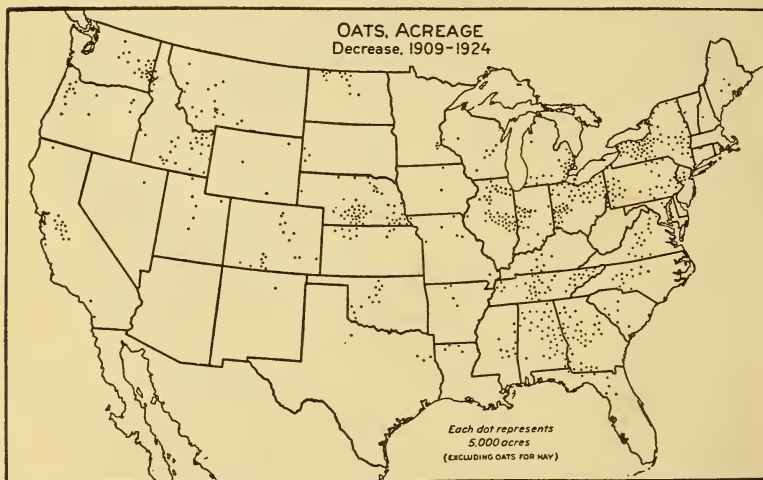 OATS, ACREAGE
Decrease, 1909-1924
Each dot represents
5,000 acres
(EXCLUDING OATS FOR HAY)